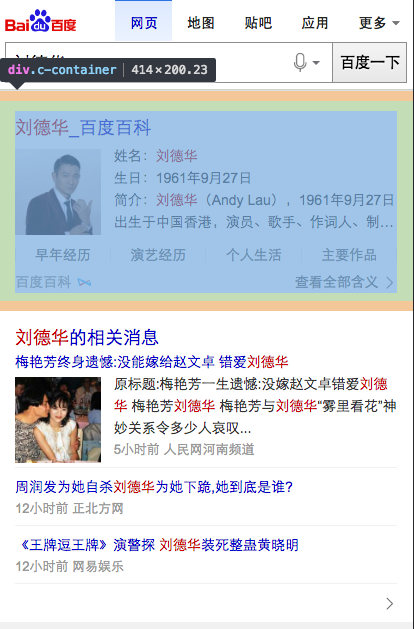 Bai du 百度
网页 地图 贴吧 应用 更多
百度一下
div.c-container 414×200.23
刘德华_百度百科
姓名：刘德华
生日：1961年9月27日
简介：刘德华（Andy Lau），1961年9月27日
出生于中国香港，演员、歌手、作词人、制…
早年经历 演艺经历 个人生活 主要作品
百度百科 查看全部含义
刘德华的相关消息
梅艳芳终身遗憾:没能嫁给赵文卓 错爱刘德华
原标题:梅艳芳一生遗憾:没嫁赵文卓错爱刘德
华 梅艳芳刘德华 梅艳芳与刘德华“雾里看花”神
妙关系令多少人哀叹...
5小时前 人民网河南频道
周润发为她自杀刘德华为她下跪,她到底是谁?
12小时前 正北方网
《王牌逗王牌》演警探 刘德华装死整蛊黄晓明
12小时前 网易娱乐